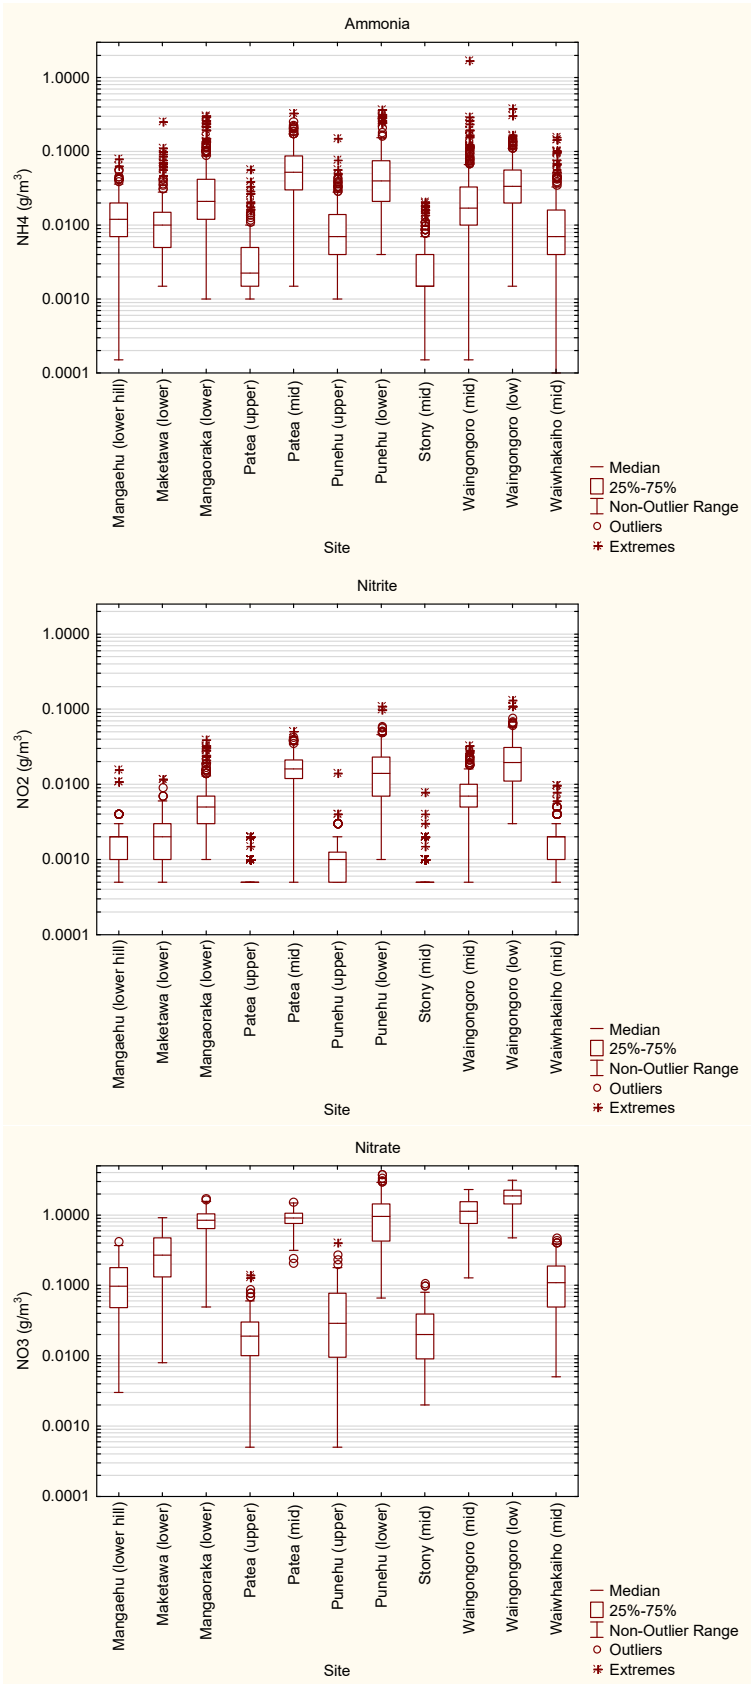 Ammonia
NH4 (g/m³)
1.0000
0.1000
0.0100
0.0010
0.0001
Mangaehu (lower hill)
Maketawa (lower)
Mangaoraka (lower)
Patea (upper)
Patea (mid)
Punehu (upper)
Punehu (lower)
Stony (mid)
Waingongoro (mid)
Waingongoro (low)
Waiwhakaiho (mid)
Site
Median
25%-75%
Non-Outlier Range
Outliers
Extremes
Nitrite
NO2 (g/m³)
1.0000
0.1000
0.0100
0.0010
0.0001
Mangaehu (lower hill)
Maketawa (lower)
Mangaoraka (lower)
Patea (upper)
Patea (mid)
Punehu (upper)
Punehu (lower)
Stony (mid)
Waingongoro (mid)
Waingongoro (low)
Waiwhakaiho (mid)
Site
Median
25%-75%
Non-Outlier Range
Outliers
Extremes
Nitrate
NO3 (g/m³)
1.0000
0.1000
0.0100
0.0010
0.0001
Mangaehu (lower hill)
Maketawa (lower)
Mangaoraka (lower)
Patea (upper)
Patea (mid)
Punehu (upper)
Punehu (lower)
Stony (mid)
Waingongoro (mid)
Waingongoro (low)
Waiwhakaiho (mid)
Site
Median
25%-75%
Non-Outlier Range
Outliers
Extremes